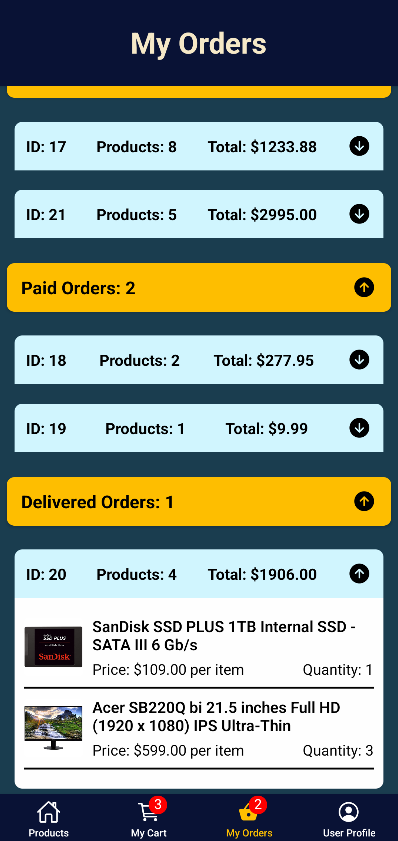 My Orders
ID: 17 Products: 8 Total: $1233.88
ID: 21 Products: 5 Total: $2995.00
Paid Orders: 2
ID: 18 Products: 2 Total: $277.95
ID: 19 Products: 1 Total: $9.99
Delivered Orders: 1
ID: 20 Products: 4 Total: $1906.00
SanDisk SSD PLUS 1TB Internal SSD -
SATA III 6 Gb/s
SSD PLUS
SanDisk
Price: $109.00 per item Quantity: 1
Acer SB220Q bi 21.5 inches Full HD
(1920 x 1080) IPS Ultra-Thin
Price: $599.00 per item Quantity: 3
3 2
Products My Cart My Orders User Profile